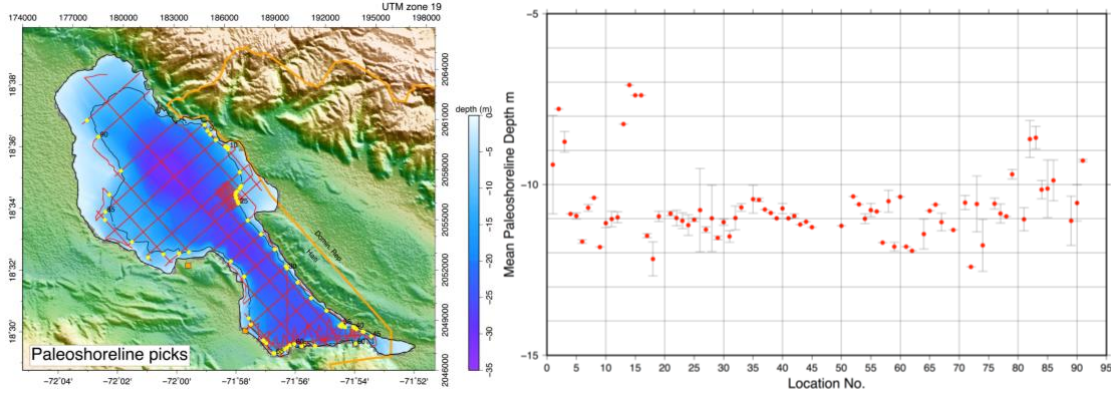 UTM zone 19
174000 180000 183000 186000 189000 192000 195000 198000
18°38'
18°36'
18°34'
18°32'
18°30'
2064000
2061000
2058000
2055000
2052000
2049000
2046000
Paleoshoreline picks
−72°04' −72°02' −72°00' −71°58' −71°56' −71°54' −71°52'
depth (m)
0
−5
−10
−15
−20
−25
−30
−35
Mean Paleoshoreline Depth m
−5
−10
−15
0 5 10 15 20 25 30 35 40 45 50 55 60 65 70 75 80 85 90 95
Location No.